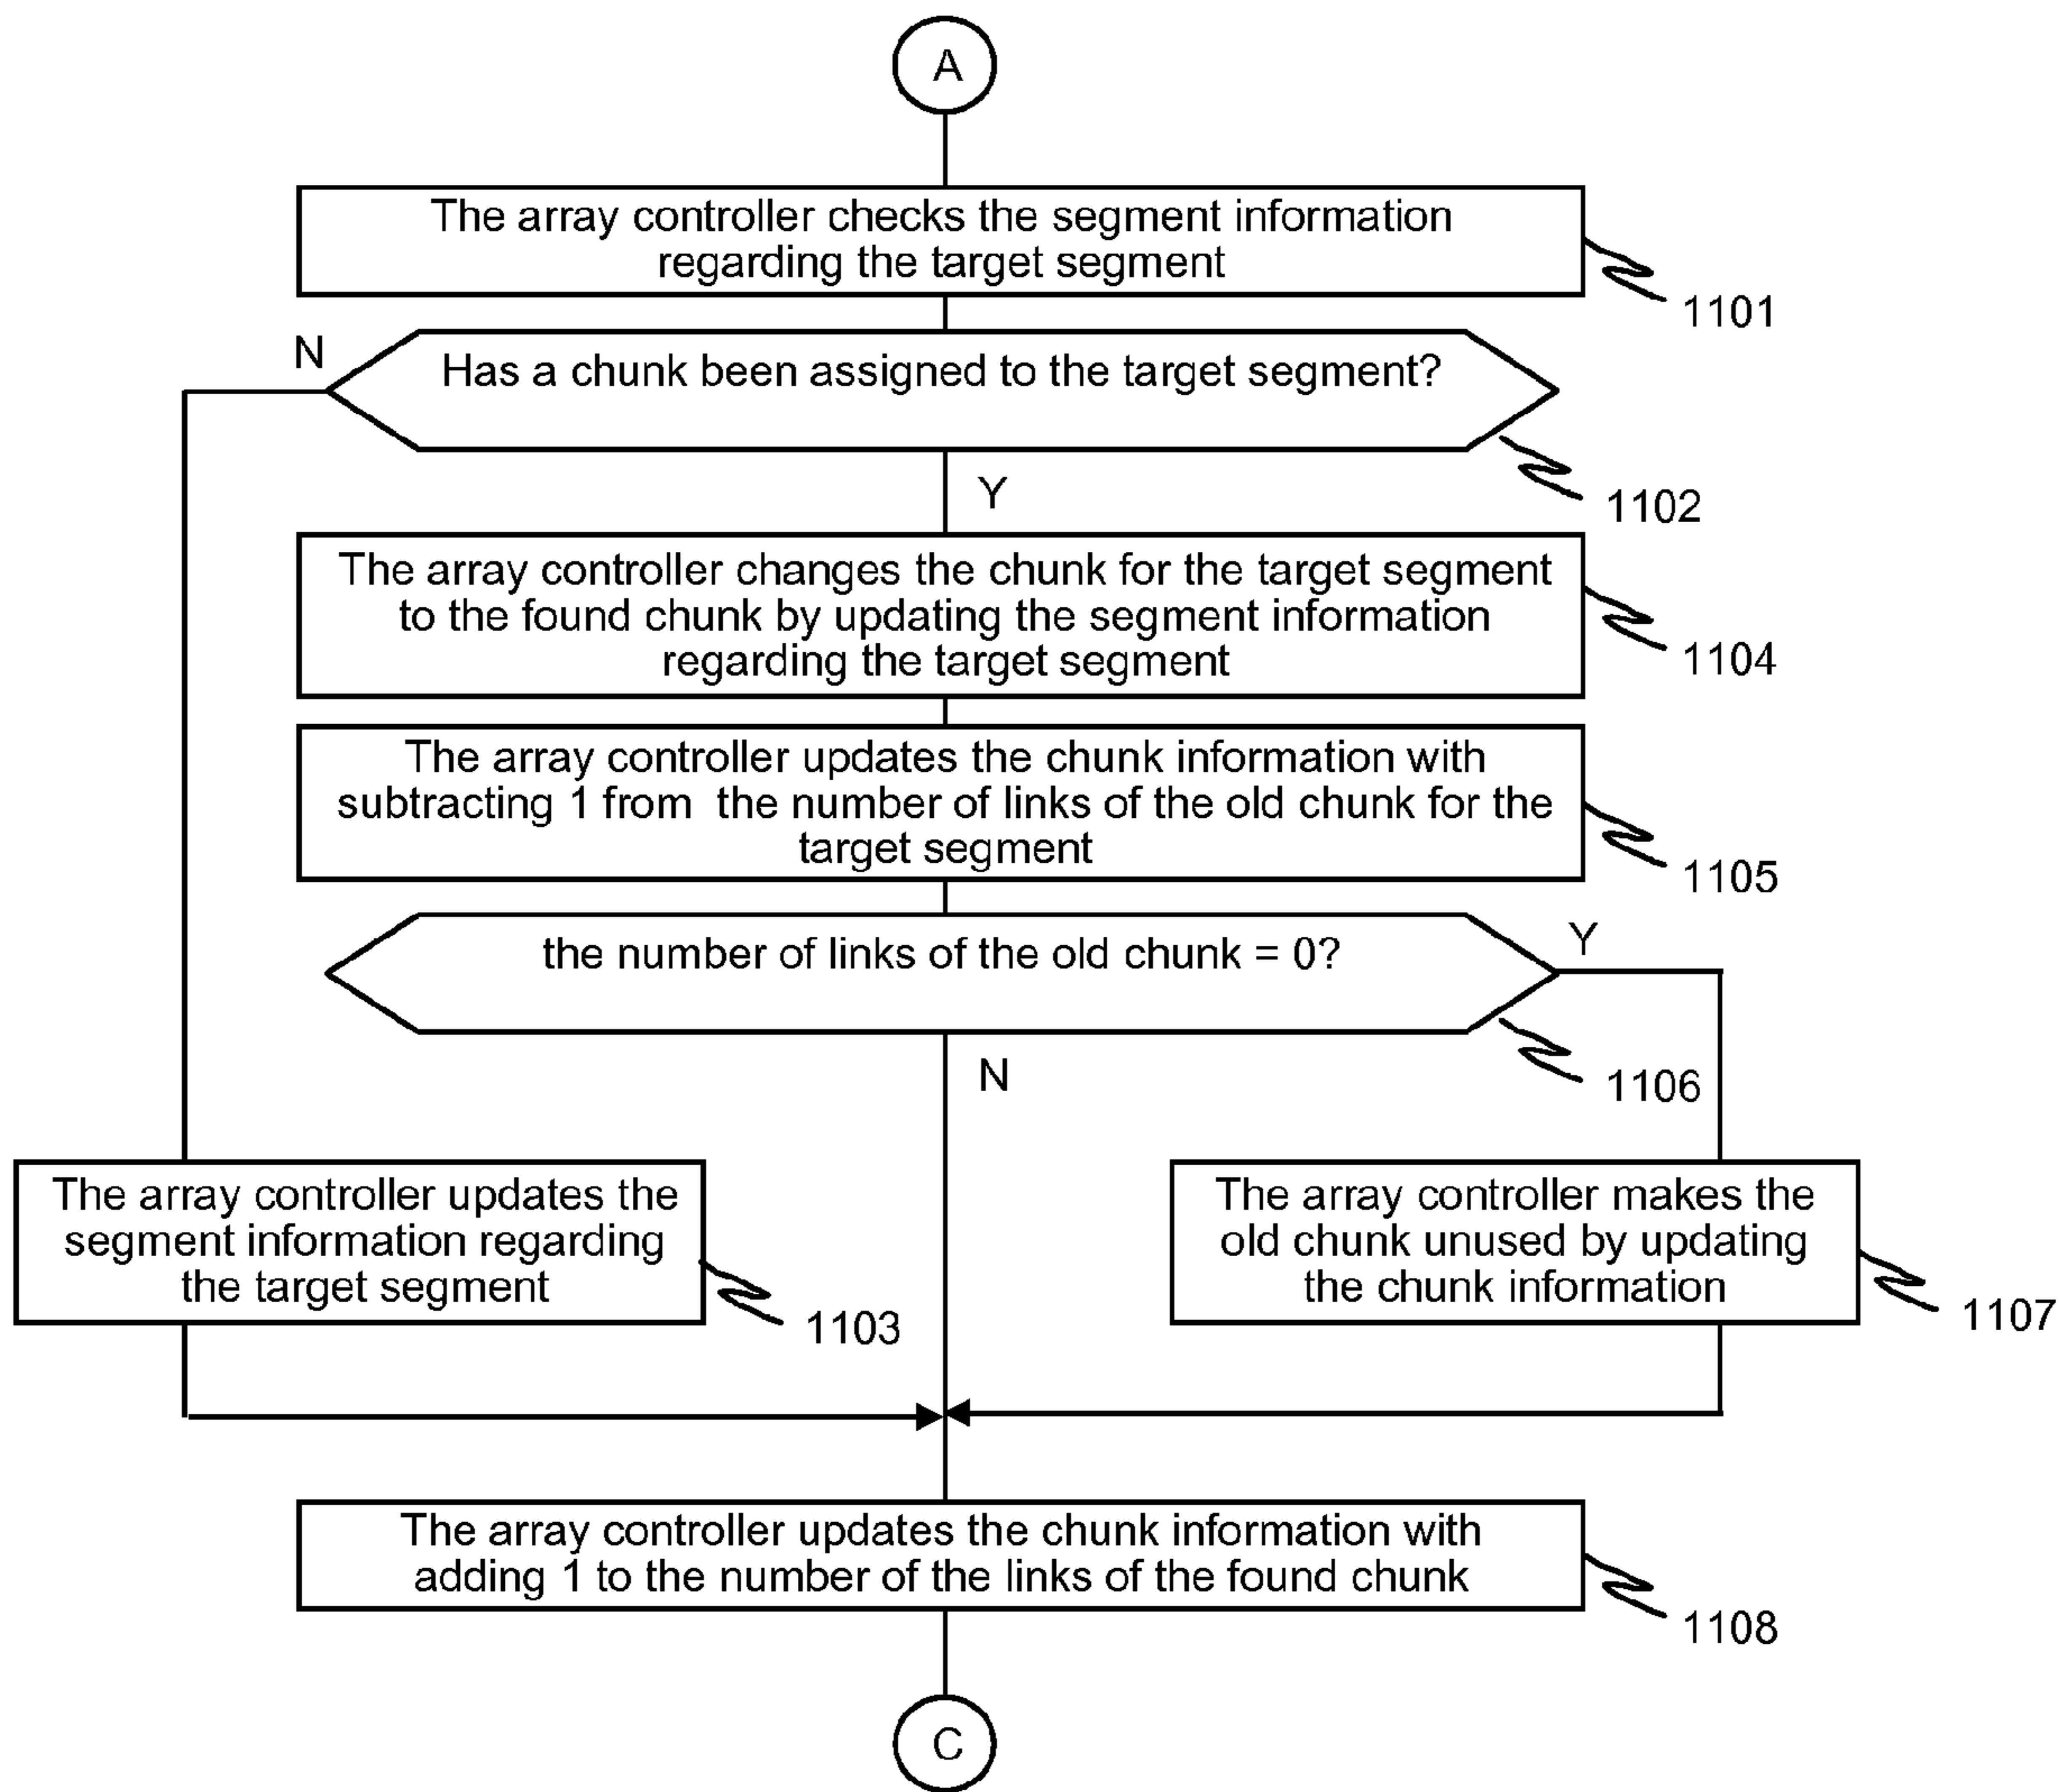 A
The array controller checks the segment information
regarding the target segment
1101
N
Has a chunk been assigned to the target segment?
1102
Y
The array controller changes the chunk for the target segment
to the found chunk by updating the segment information
regarding the target segment
1104
The array controller updates the chunk information with
subtracting 1 from  the number of links of the old chunk for the
target segment
1105
the number of links of the old chunk = 0?
Y
1106
N
The array controller updates the
segment information regarding
the target segment
1103
The array controller makes the
old chunk unused by updating
the chunk information
1107
The array controller updates the chunk information with
adding 1 to the number of the links of the found chunk
1108
C